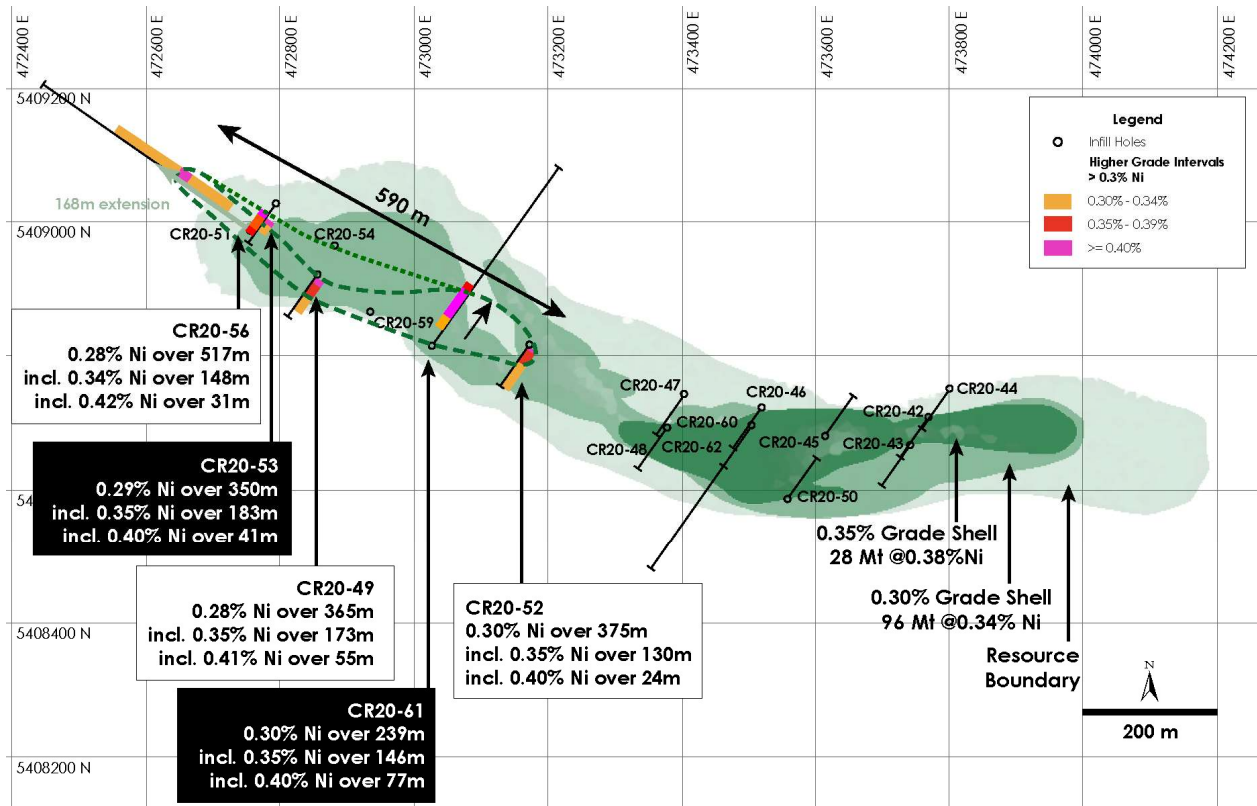 472400 E
472600 E
472800 E
473000 E
473200 E
473400 E
473600 E
473800 E
474000 E
474200 E
5409200 N
Legend
Infill Holes
Higher Grade Intervals
> 0.3% Ni
0.30% - 0.34%
0.35% - 0.39%
>= 0.40%
590 m
168m extension
5409000 N
CR20-51
CR20-54
CR20-59
CR20-47
CR20-46
CR20-44
CR20-60
CR20-42
CR20-48
CR20-62
CR20-45
CR20-43
CR20-50
CR20-56
0.28% Ni over 517m
incl. 0.34% Ni over 148m
incl. 0.42% Ni over 31m
CR20-53
0.29% Ni over 350m
incl. 0.35% Ni over 183m
incl. 0.40% Ni over 41m
0.35% Grade Shell
28 Mt @0.38%Ni
CR20-49
0.28% Ni over 365m
incl. 0.35% Ni over 173m
incl. 0.41% Ni over 55m
CR20-52
0.30% Ni over 375m
incl. 0.35% Ni over 130m
incl. 0.40% Ni over 24m
0.30% Grade Shell
96 Mt @0.34% Ni
5408400 N
Resource
Boundary
N
200 m
CR20-61
0.30% Ni over 239m
incl. 0.35% Ni over 146m
incl. 0.40% Ni over 77m
5408200 N